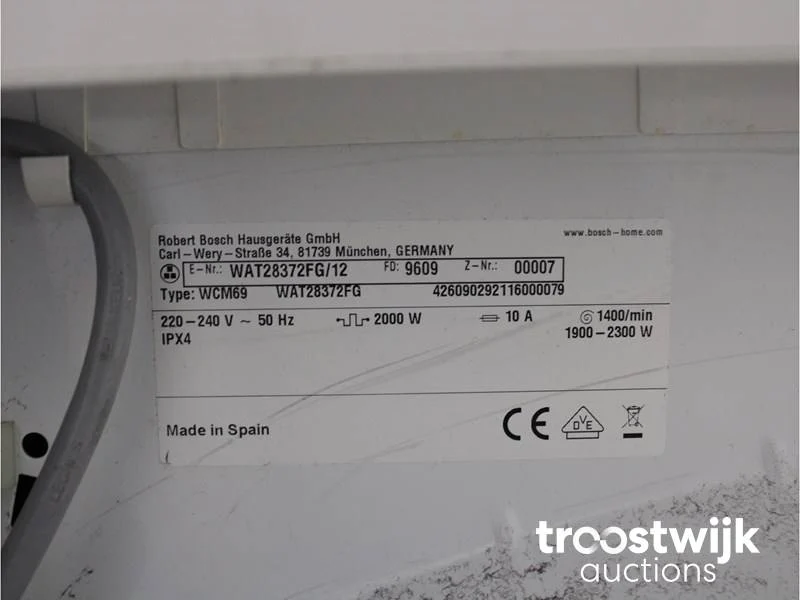 Robert Bosch Hausgeräte GmbH
www.bosch-home.com
Carl-Wery-Straße 34, 81739 München, GERMANY
E-Nr.: WAT28372FG/12 FD: 9609 Z-Nr.: 00007
Type: WCM69 WAT28372FG 426090292116000079
220-240 V ~ 50 Hz 2000 W 10 A 1400/min
IPX4 1900-2300 W
Made in Spain CE DVE
troostwijk
auctions